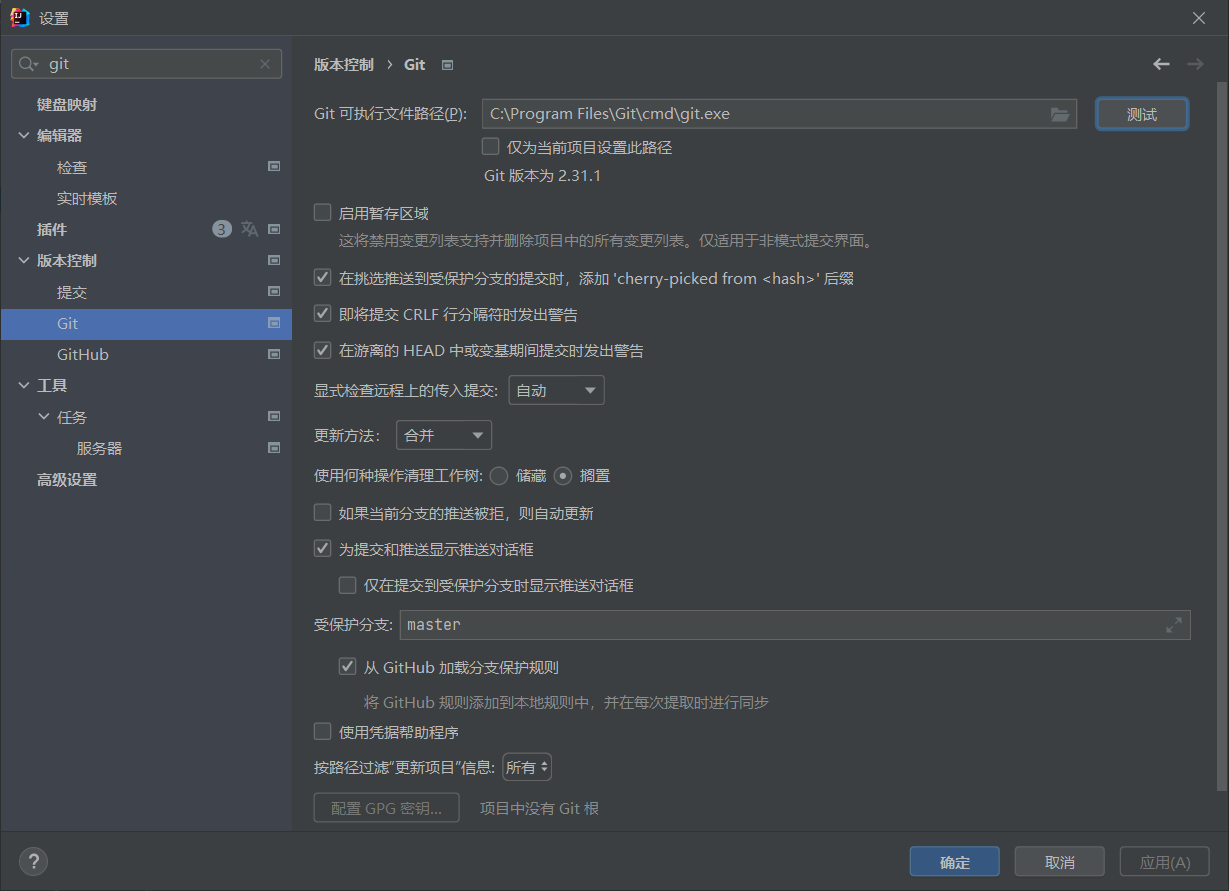 设置
git
键盘映射
编辑器
检查
实时模板
插件 3
版本控制
提交
Git
GitHub
工具
任务
服务器
高级设置
版本控制 › Git
Git 可执行文件路径(P): C:\Program Files\Git\cmd\git.exe 测试
仅为当前项目设置此路径
Git 版本为 2.31.1
启用暂存区域
这将禁用变更列表支持并删除项目中的所有变更列表。仅适用于非模式提交界面。
在挑选推送到受保护分支的提交时，添加 'cherry-picked from <hash>' 后缀
即将提交 CRLF 行分隔符时发出警告
在游离的 HEAD 中或变基期间提交时发出警告
显式检查远程上的传入提交: 自动
更新方法: 合并
使用何种操作清理工作树: 储藏 搁置
如果当前分支的推送被拒，则自动更新
为提交和推送显示推送对话框
仅在提交到受保护分支时显示推送对话框
受保护分支: master
从 GitHub 加载分支保护规则
将 GitHub 规则添加到本地规则中，并在每次提取时进行同步
使用凭据帮助程序
按路径过滤“更新项目”信息: 所有
配置 GPG 密钥... 项目中没有 Git 根
? 确定 取消 应用(A)